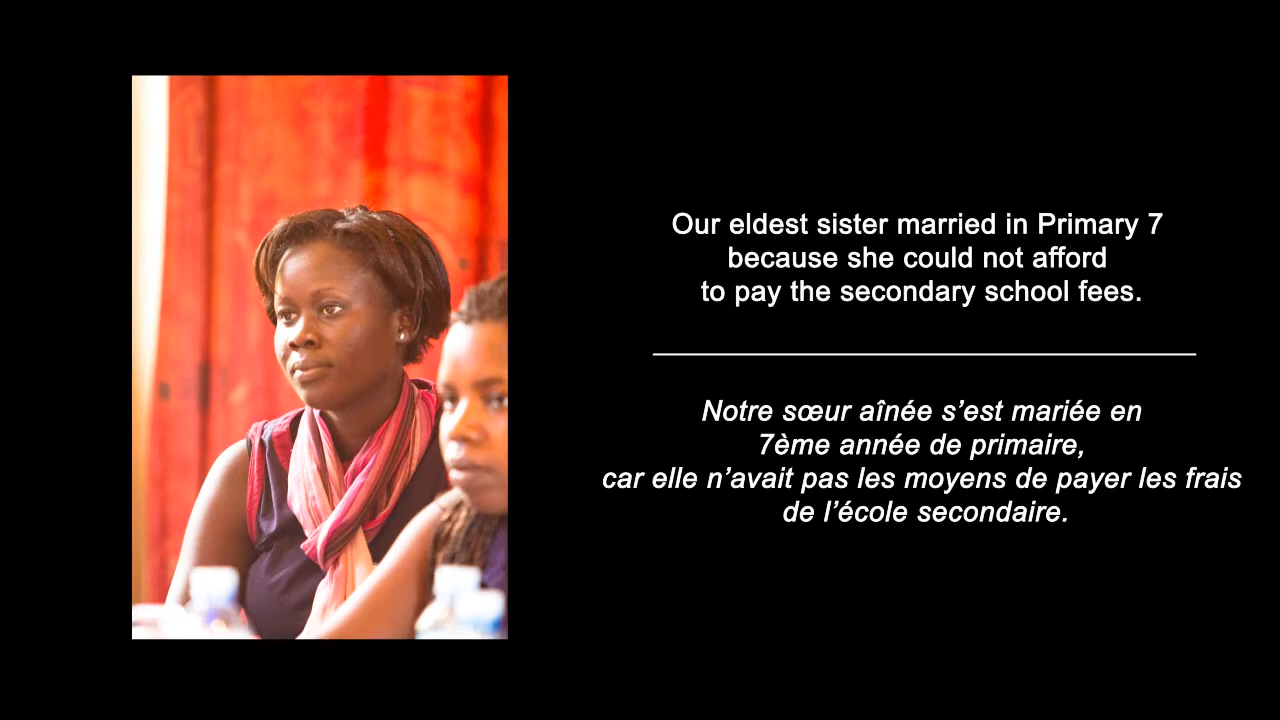 Our eldest sister married in Primary 7
because she could not afford
to pay the secondary school fees.
Notre sœur aînée s’est mariée en
7ème année de primaire,
car elle n’avait pas les moyens de payer les frais
de l’école secondaire.